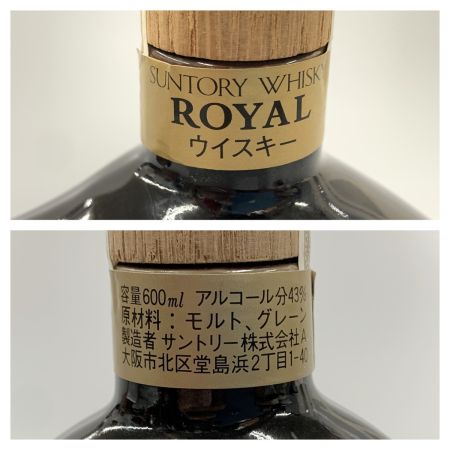 SUNTORY WHISKY
ROYAL
ウイスキー
容量600ml アルコール分43%
原材料：モルト、グレーン
製造者 サントリー株式会社A
大阪市北区堂島浜2丁目1-40